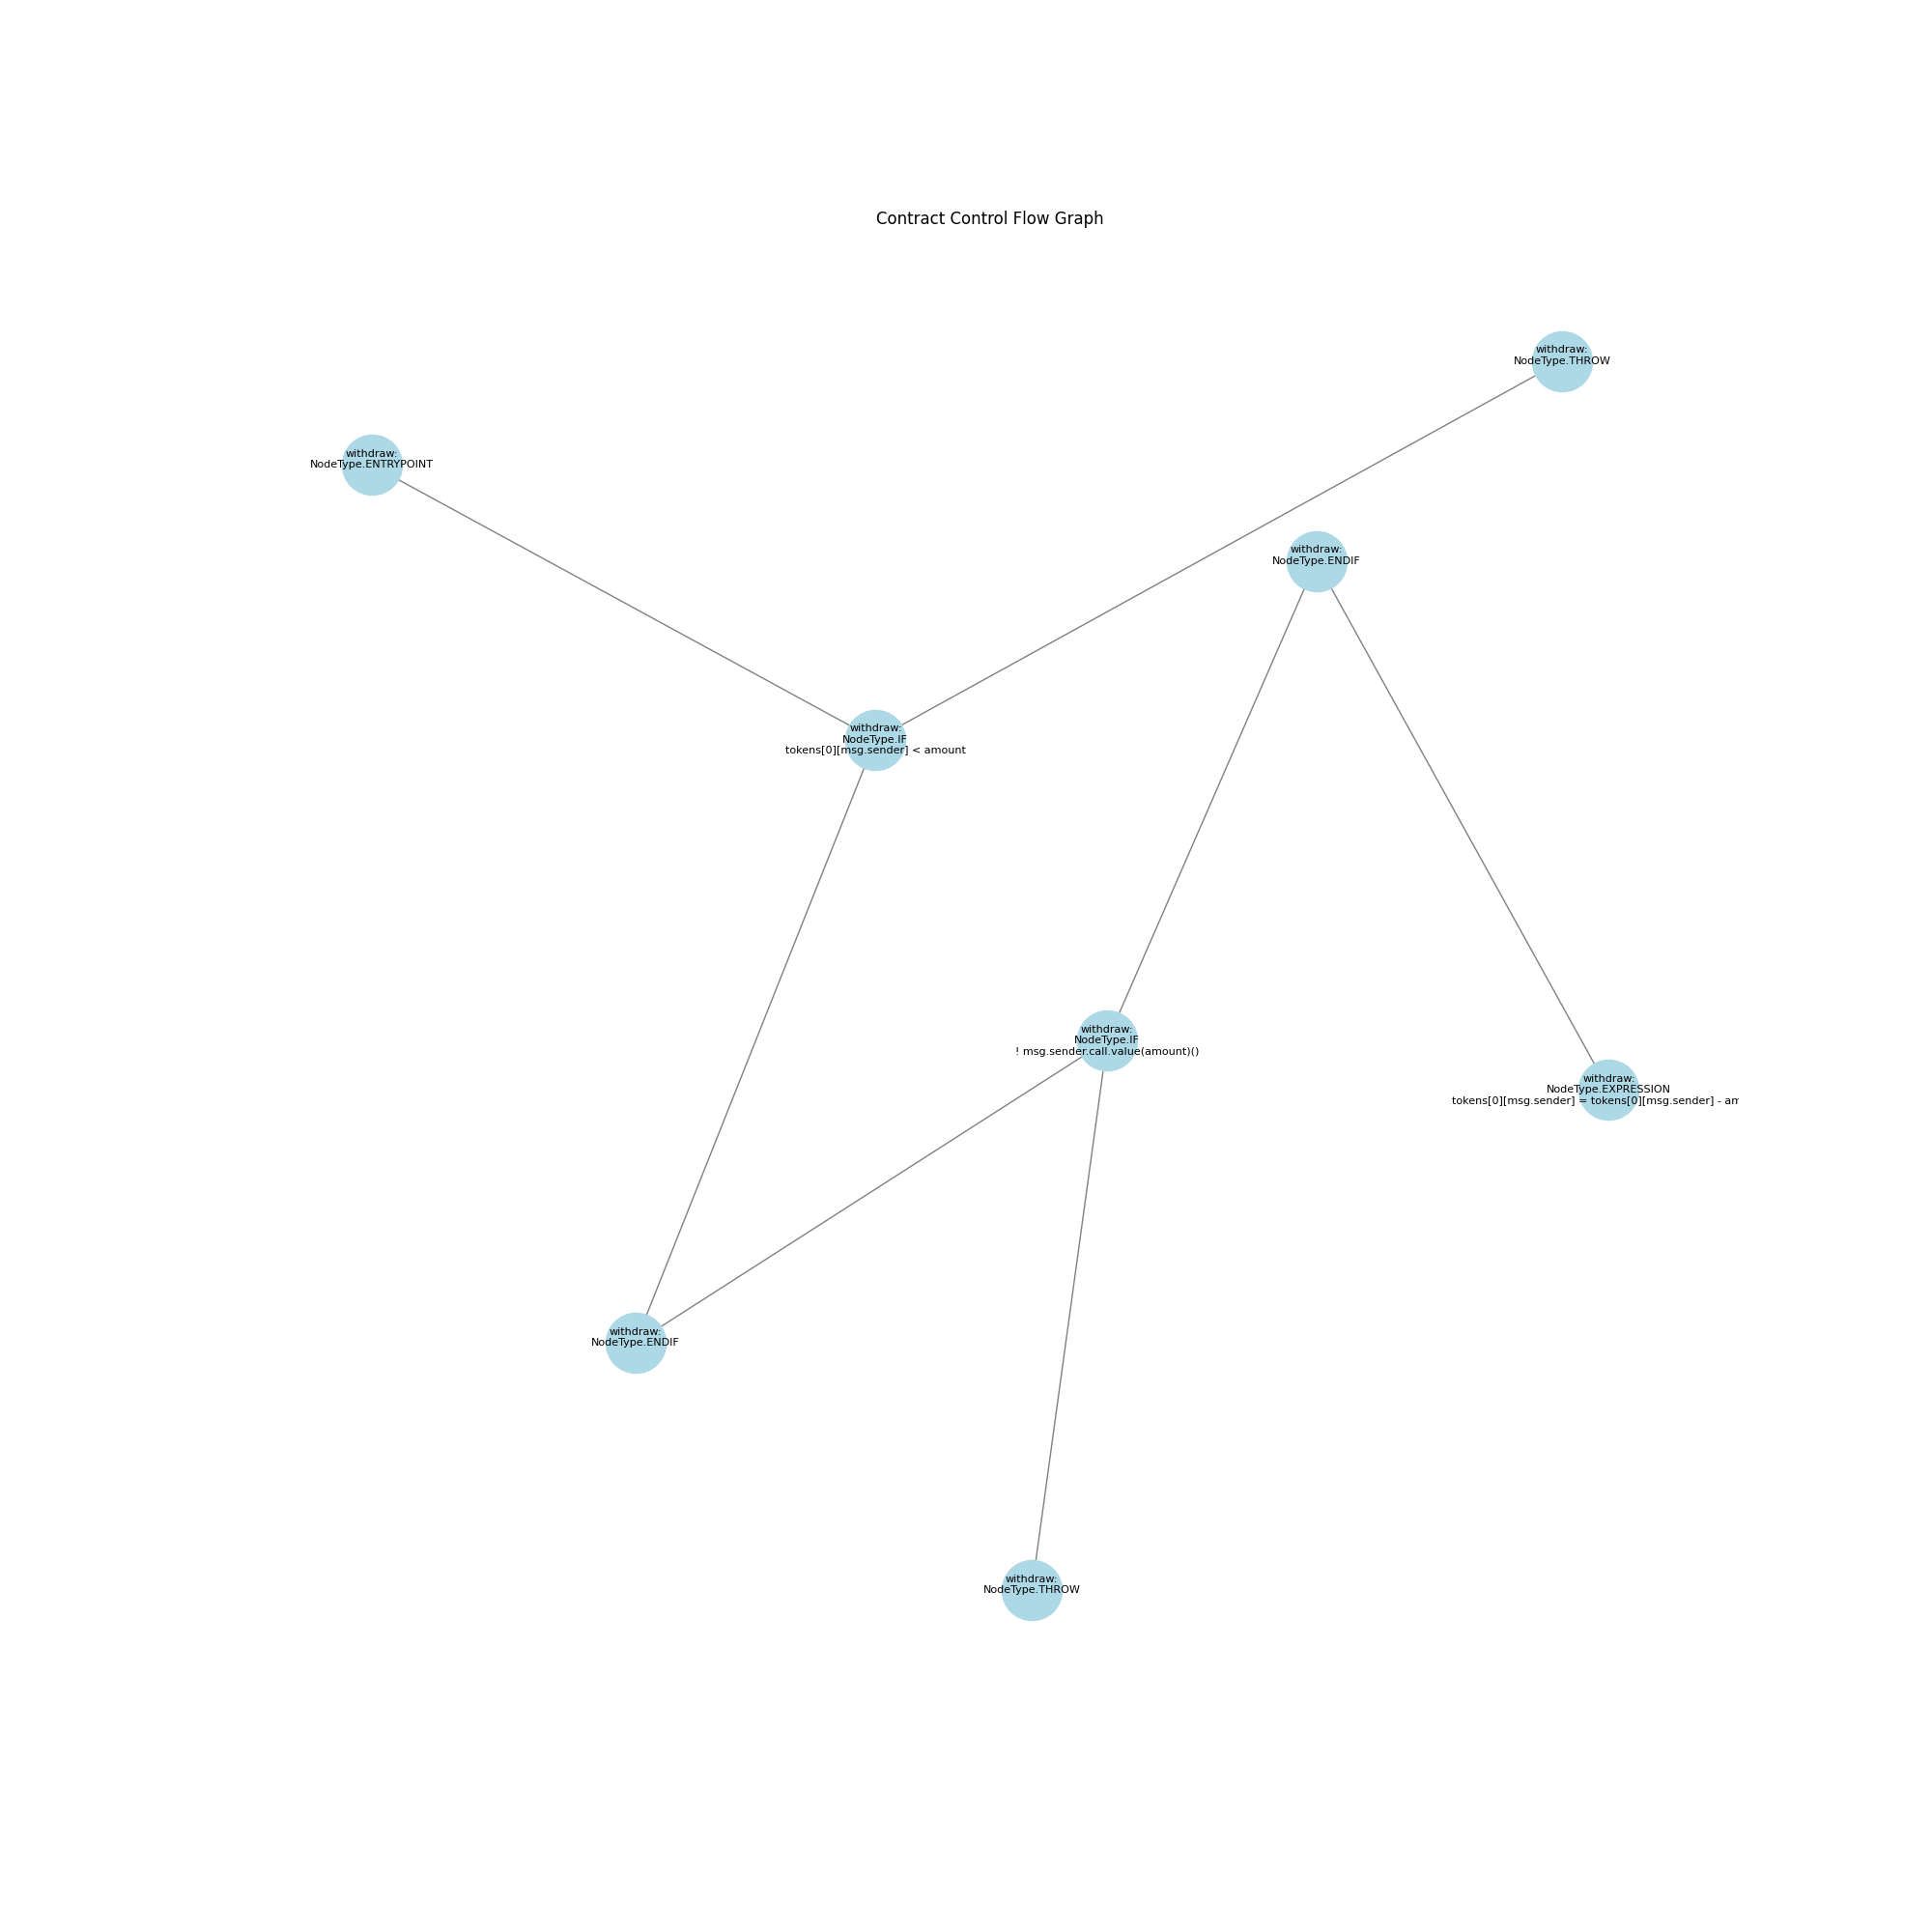 Contract Control Flow Graph
withdraw:
NodeType.THROW
withdraw:
NodeType.ENTRYPOINT
withdraw:
NodeType.ENDIF
withdraw:
NodeType.IF
tokens[0][msg.sender] < amount
withdraw:
NodeType.IF
! msg.sender.call.value(amount)()
withdraw:
NodeType.EXPRESSION
tokens[0][msg.sender] = tokens[0][msg.sender] -
withdraw:
NodeType.ENDIF
withdraw:
NodeType.THROW